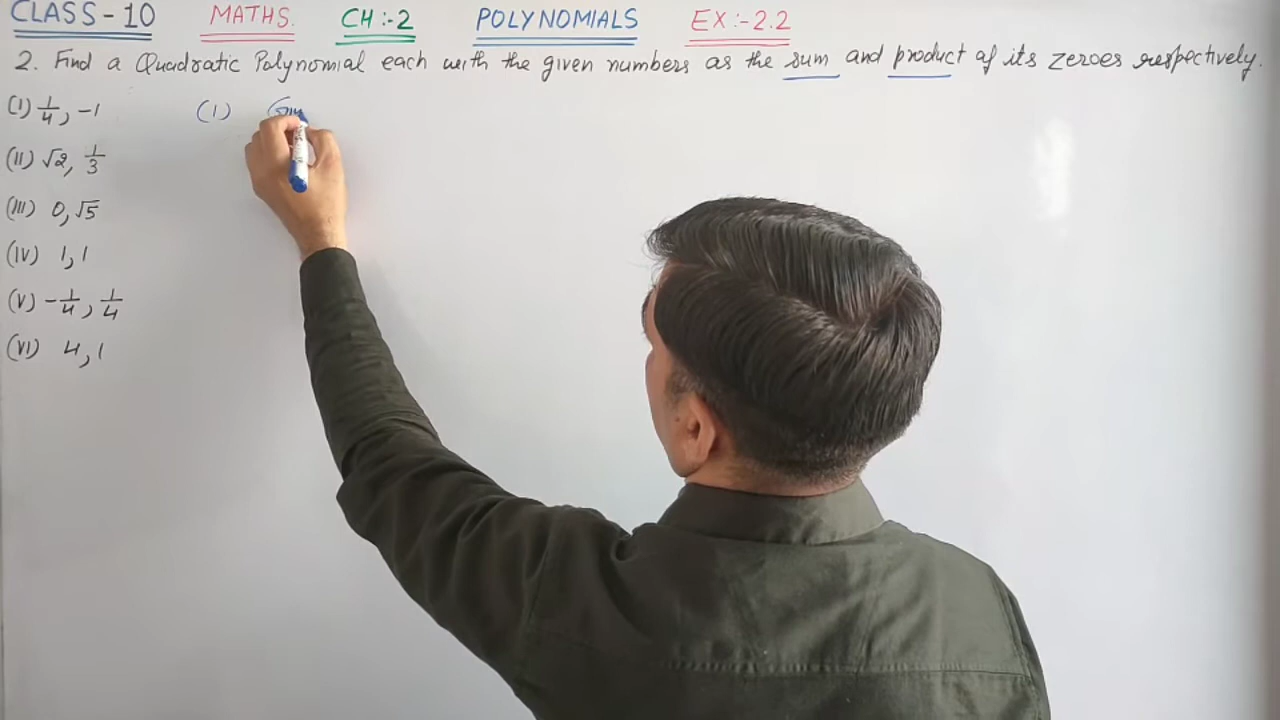 CLASS-10 MATHS. CH:-2 POLYNOMIALS EX:-2.2
2. Find a Quadratic Polynomial each with the given numbers as the sum and product of its zeroes respectively.
(I) 1/4, -1 (1)
(II) √2, 1/3
(III) 0, √5
(IV) 1, 1
(V) -1/4, 1/4
(VI) 4, 1